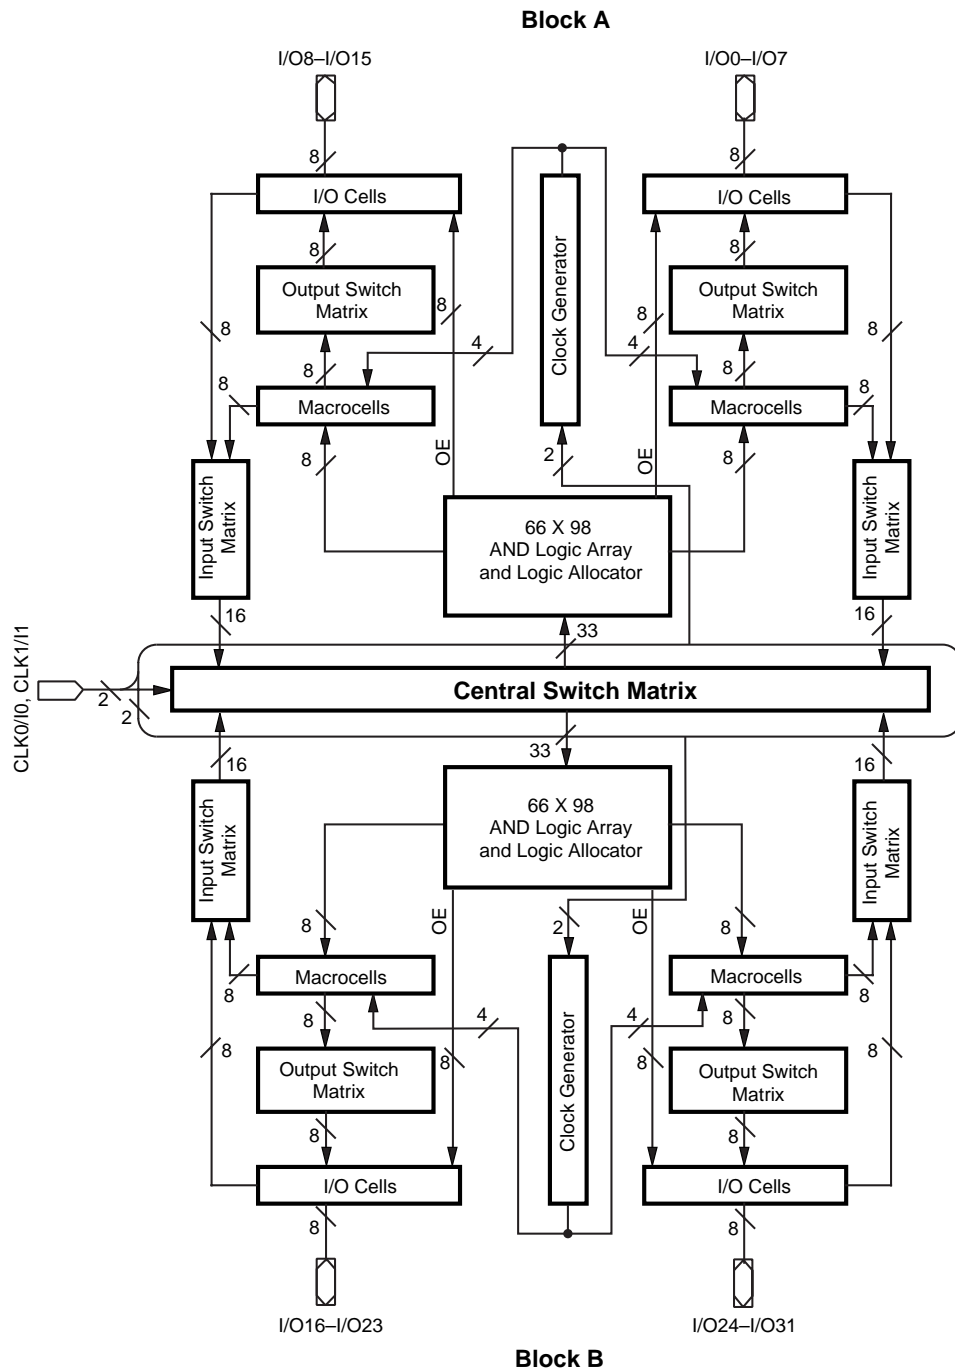 Block A
I/O8–I/O15
I/O0–I/O7
8
8
I/O Cells
I/O Cells
8
8
Output Switch
Matrix
Clock Generator
Output Switch
Matrix
8
8
8
8
4
4
8
8
8
8
Macrocells
Macrocells
OE
OE
8
2
8
Input Switch
Matrix
66 X 98
AND Logic Array
and Logic Allocator
Input Switch
Matrix
16
33
16
CLK0/I0, CLK1/I1
2
2
Central Switch Matrix
16
33
16
Input Switch
Matrix
66 X 98
AND Logic Array
and Logic Allocator
Input Switch
Matrix
8
OE
2
OE
8
Macrocells
Macrocells
8
8
8
8
4
4
8
8
8
8
Output Switch
Matrix
Clock Generator
Output Switch
Matrix
8
8
I/O Cells
I/O Cells
8
8
I/O16–I/O23
I/O24–I/O31
Block B